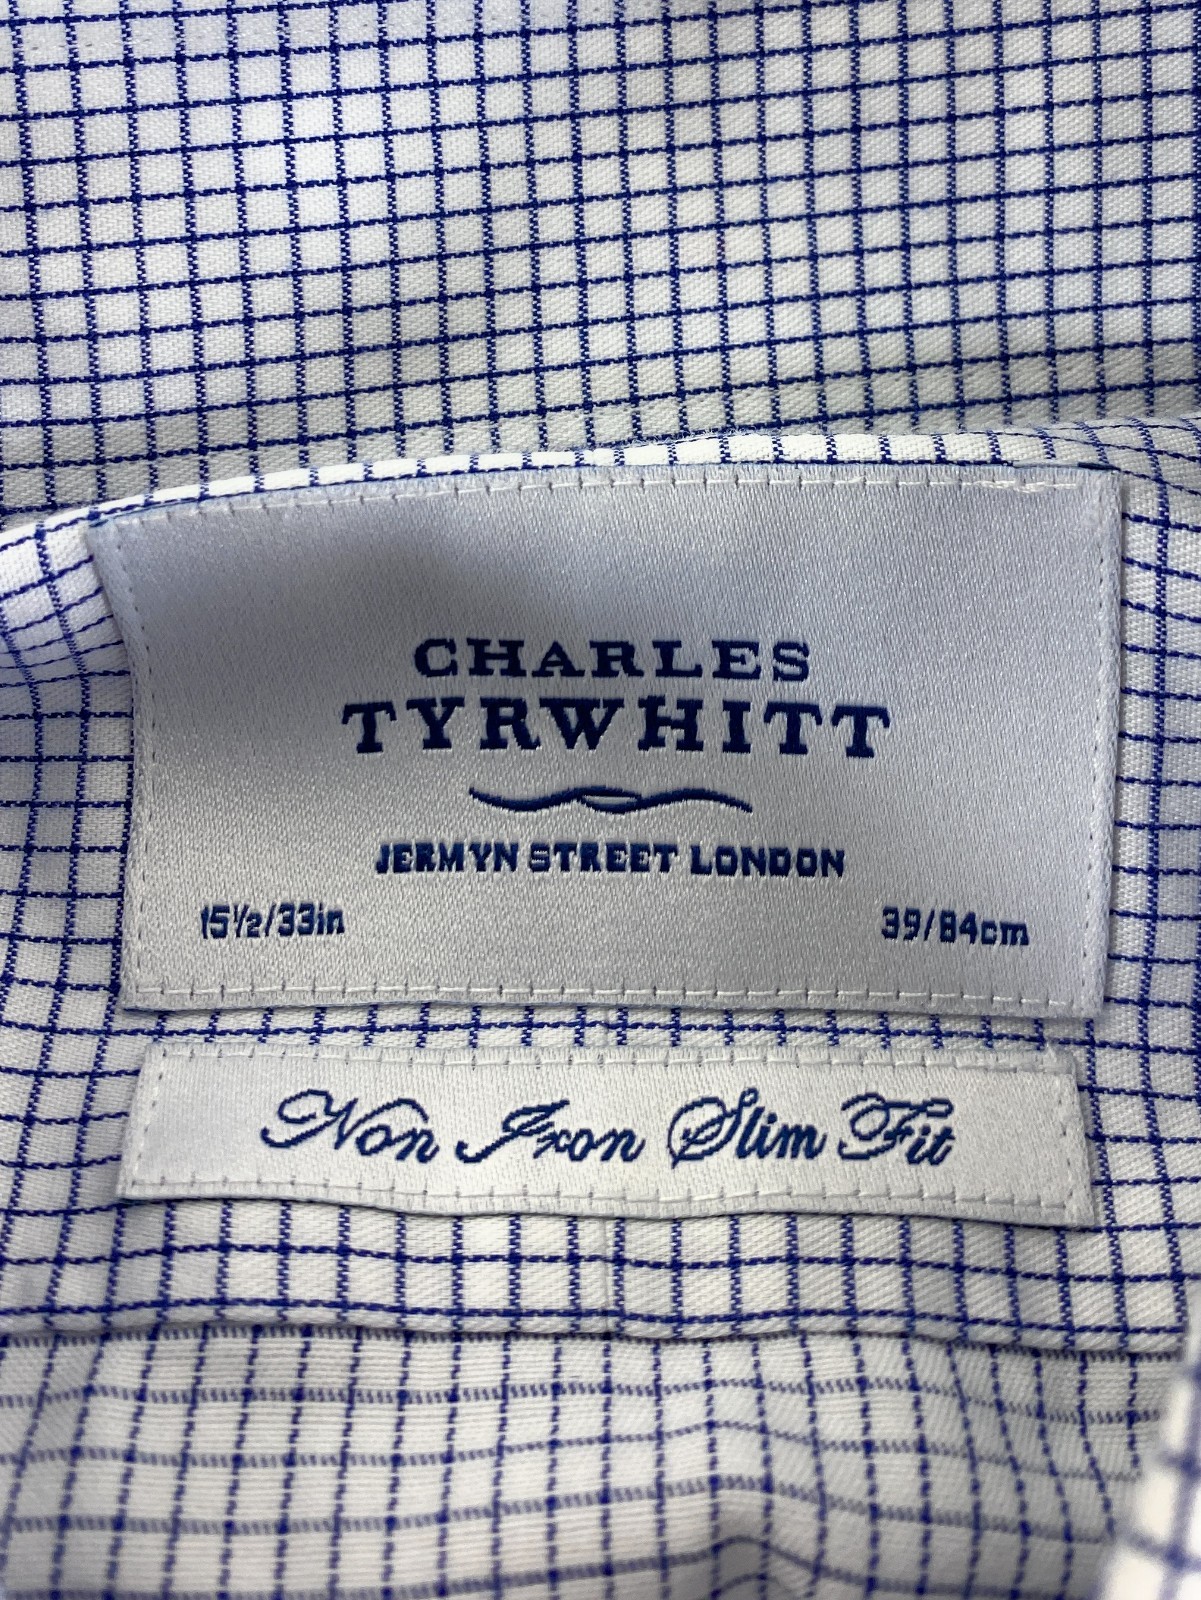 CHARLES
TYRWHITT
JERMYN STREET LONDON
15½/33in 39/84cm
Non Iron Slim Fit